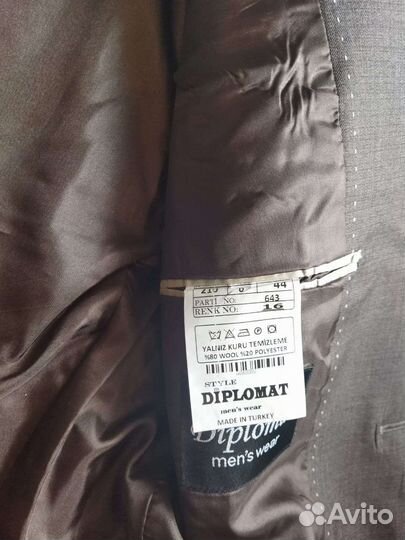 44
PARTI NO: 643
RENK NO: 16
YALNIZ KURU TEMİZLEME
%80 WOOL %20 POLYESTER
STYLE
DİPLOMAT
men's wear
MADE IN TURKEY
Diplomat
men's wear
Avito